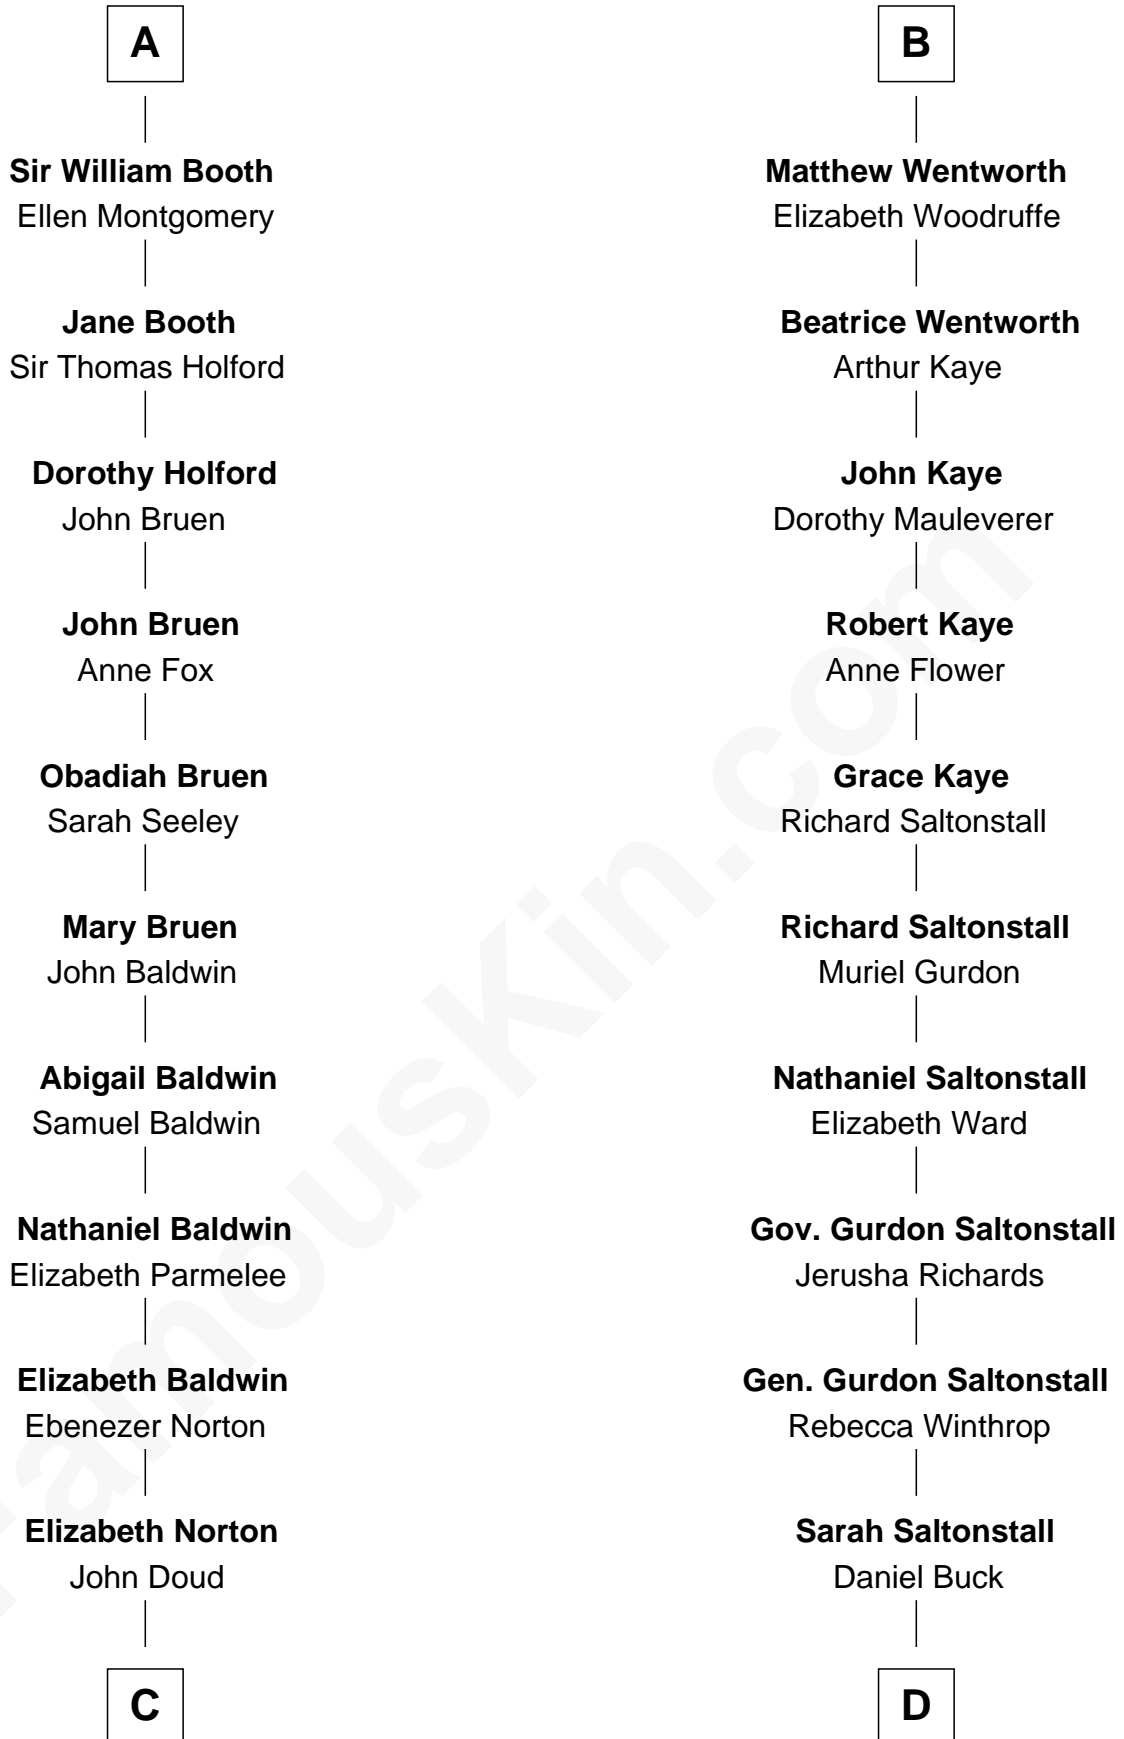 A
Sir William Booth
Ellen Montgomery
Jane Booth
Sir Thomas Holford
Dorothy Holford
John Bruen
John Bruen
Anne Fox
Obadiah Bruen
Sarah Seeley
Mary Bruen
John Baldwin
Abigail Baldwin
Samuel Baldwin
Nathaniel Baldwin
Elizabeth Parmelee
Elizabeth Baldwin
Ebenezer Norton
Elizabeth Norton
John Doud
C
B
Matthew Wentworth
Elizabeth Woodruffe
Beatrice Wentworth
Arthur Kaye
John Kaye
Dorothy Mauleverer
Robert Kaye
Anne Flower
Grace Kaye
Richard Saltonstall
Richard Saltonstall
Muriel Gurdon
Nathaniel Saltonstall
Elizabeth Ward
Gov. Gurdon Saltonstall
Jerusha Richards
Gen. Gurdon Saltonstall
Rebecca Winthrop
Sarah Saltonstall
Daniel Buck
D
FamousKin.com